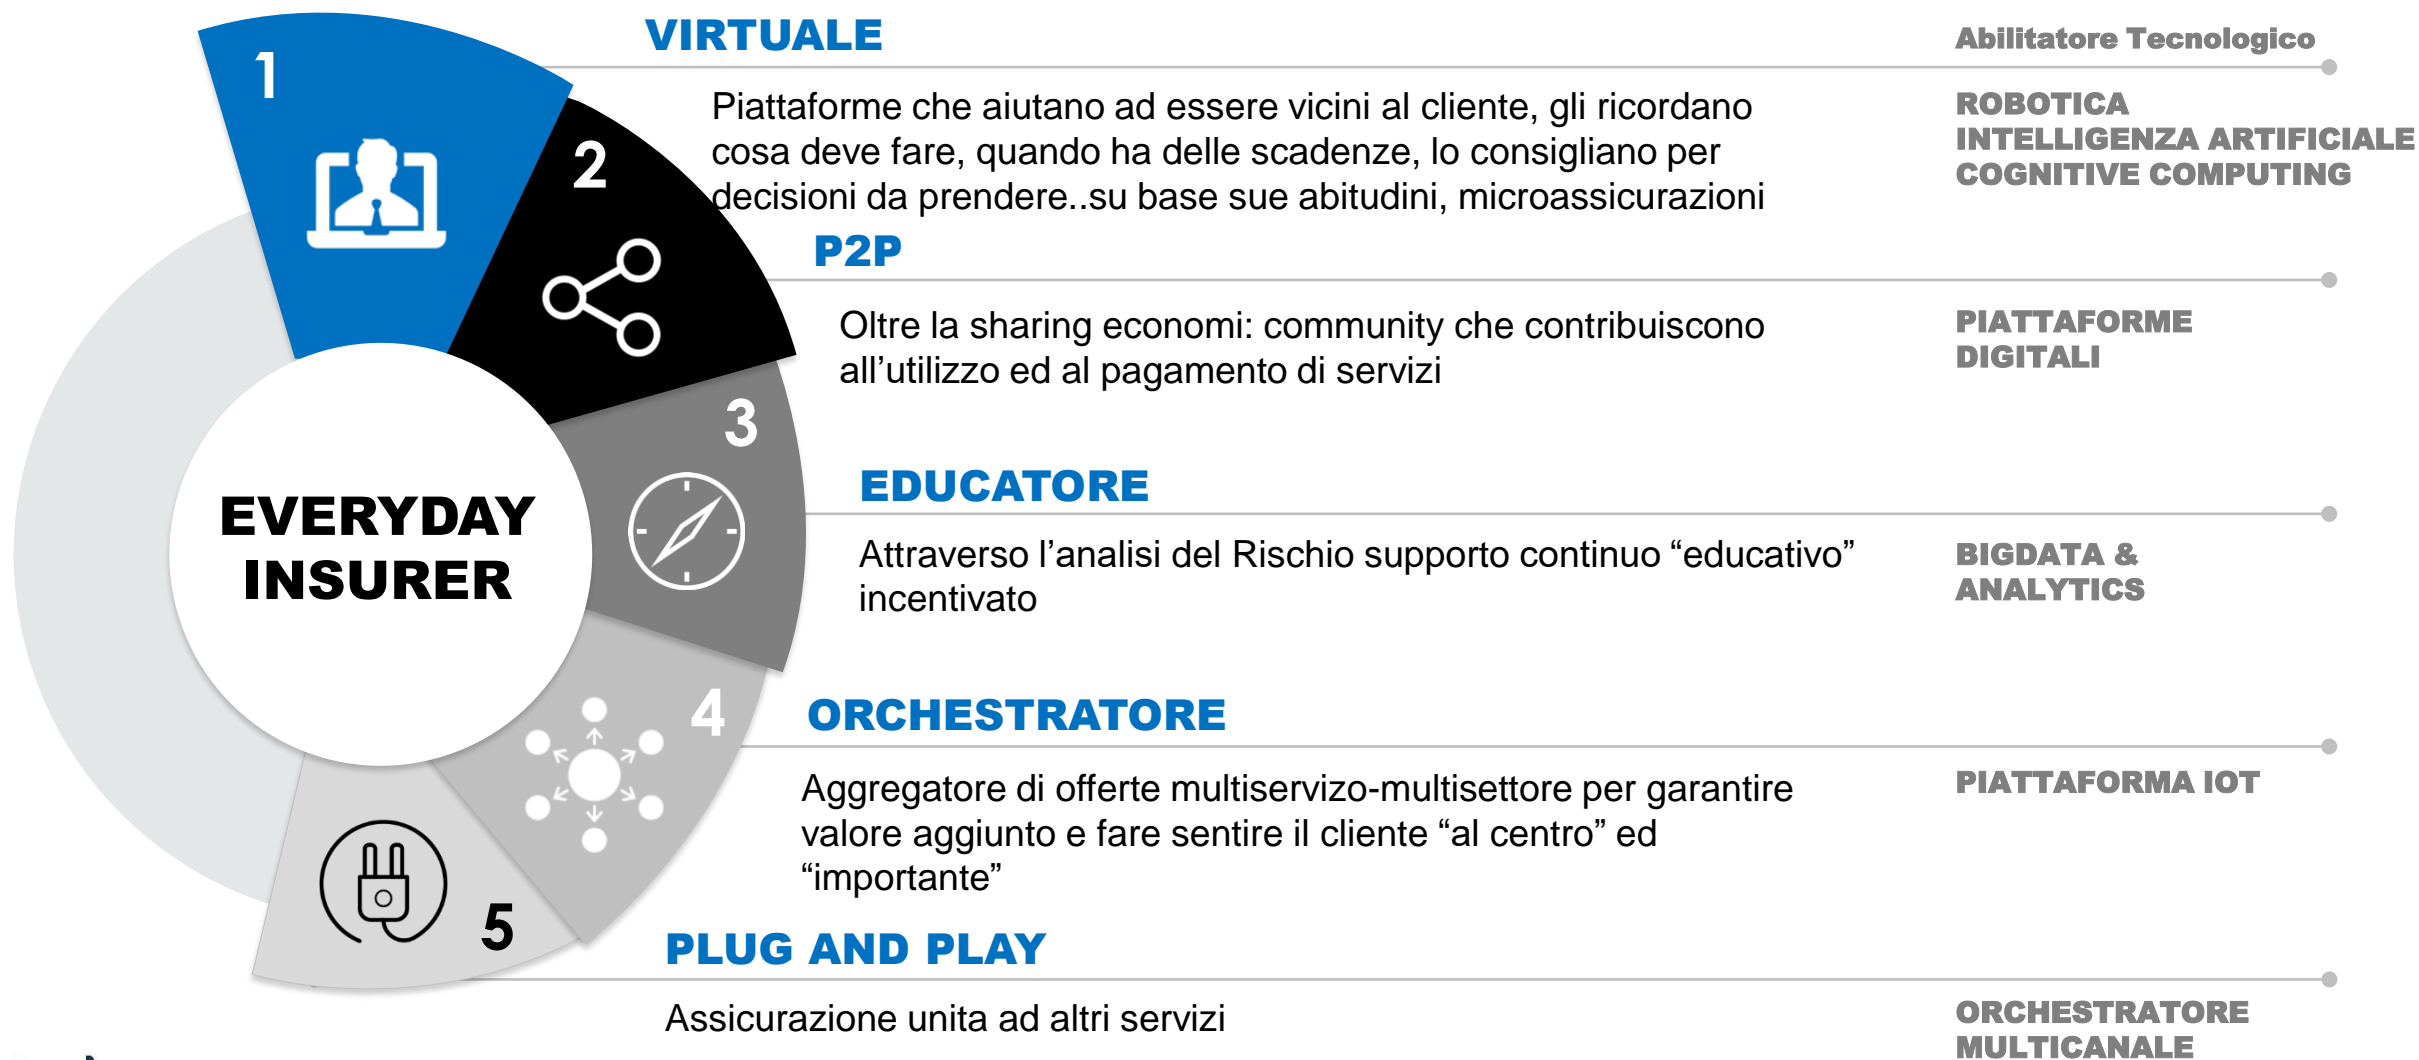 1
VIRTUALE
Abilitatore Tecnologico
Piattaforme che aiutano ad essere vicini al cliente, gli ricordano
cosa deve fare, quando ha delle scadenze, lo consigliano per
decisioni da prendere..su base sue abitudini, microassicurazioni
ROBOTICA
INTELLIGENZA ARTIFICIALE
COGNITIVE COMPUTING
2
P2P
Oltre la sharing economi: community che contribuiscono
all’utilizzo ed al pagamento di servizi
PIATTAFORME
DIGITALI
3
EDUCATORE
Attraverso l’analisi del Rischio supporto continuo “educativo”
incentivato
BIGDATA &
ANALYTICS
EVERYDAY
INSURER
4
ORCHESTRATORE
Aggregatore di offerte multiservizo-multisettore per garantire
valore aggiunto e fare sentire il cliente “al centro” ed
“importante”
PIATTAFORMA IOT
5
PLUG AND PLAY
Assicurazione unita ad altri servizi
ORCHESTRATORE
MULTICANALE